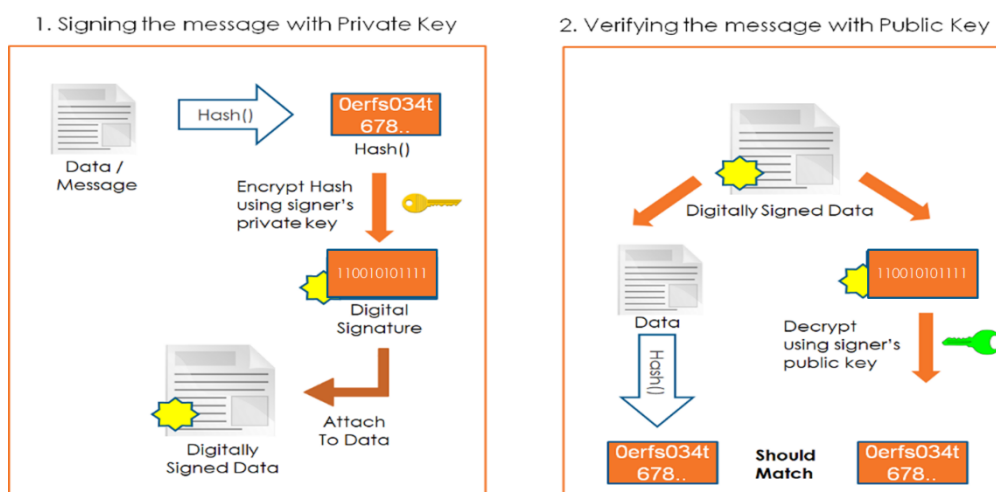 1. Signing the message with Private Key
Hash()
0erfs034t
678..
Hash()
Data /
Message
Encrypt Hash
using signer's
private key
110010101111
Digital
Signature
Attach
To Data
Digitally
Signed Data
2. Verifying the message with Public Key
Digitally Signed Data
Data
110010101111
Decrypt
using signer's
public key
Hash()
0erfs034t
678..
Should
Match
0erfs034t
678..